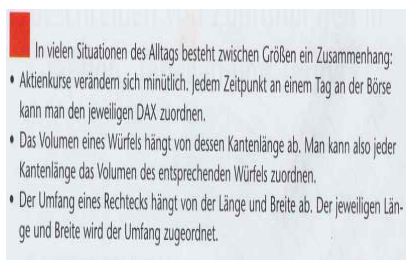 In vielen Situationen des Alltags besteht zwischen Größen ein Zusammenhang:
• Aktienkurse verändern sich minütlich. Jedem Zeitpunkt an einem Tag an der Börse
kann man den jeweiligen DAX zuordnen.
• Das Volumen eines Würfels hängt von dessen Kantenlänge ab. Man kann also jeder
Kantenlänge das Volumen des entsprechenden Würfels zuordnen.
• Der Umfang eines Rechtecks hängt von der Länge und Breite ab. Der jeweiligen Län-
ge und Breite wird der Umfang zugeordnet.